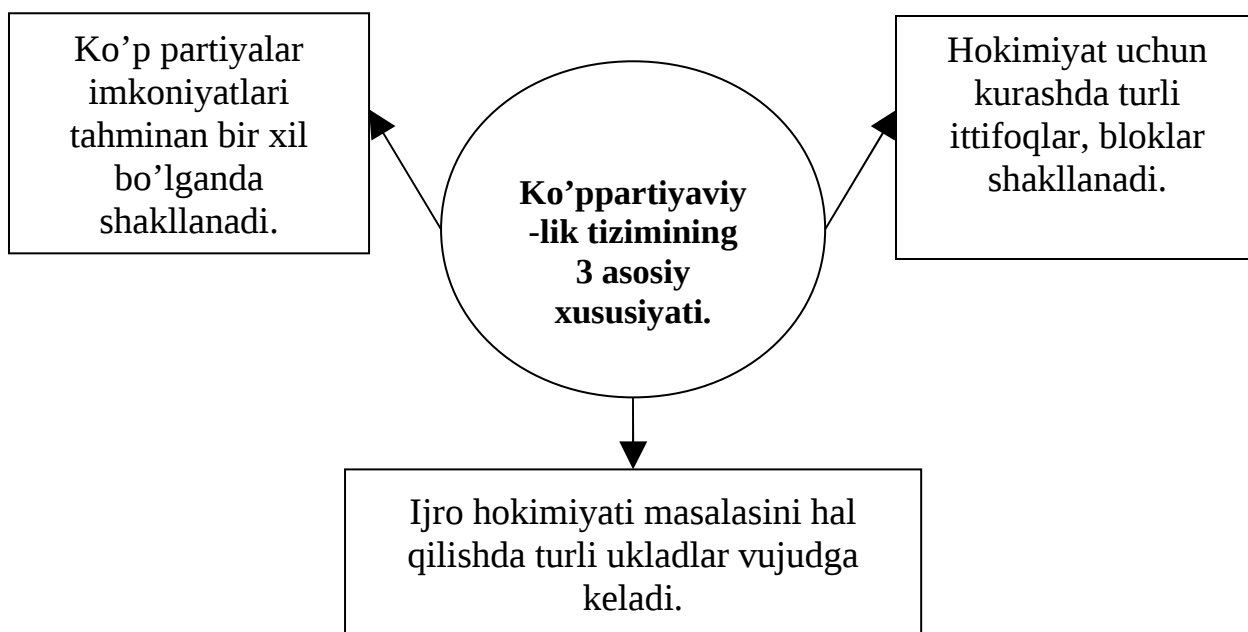 Ko’p partiyalar
imkoniyatlari
tahminan bir xil
bo’lganda
shakllanadi.
Hokimiyat uchun
kurashda turli
ittifoqlar, bloklar
shakllanadi.
Ko’ppartiyaviy
-lik tizimining
3 asosiy
xususiyati.
Ijro hokimiyati masalasini hal
qilishda turli ukladlar vujudga
keladi.